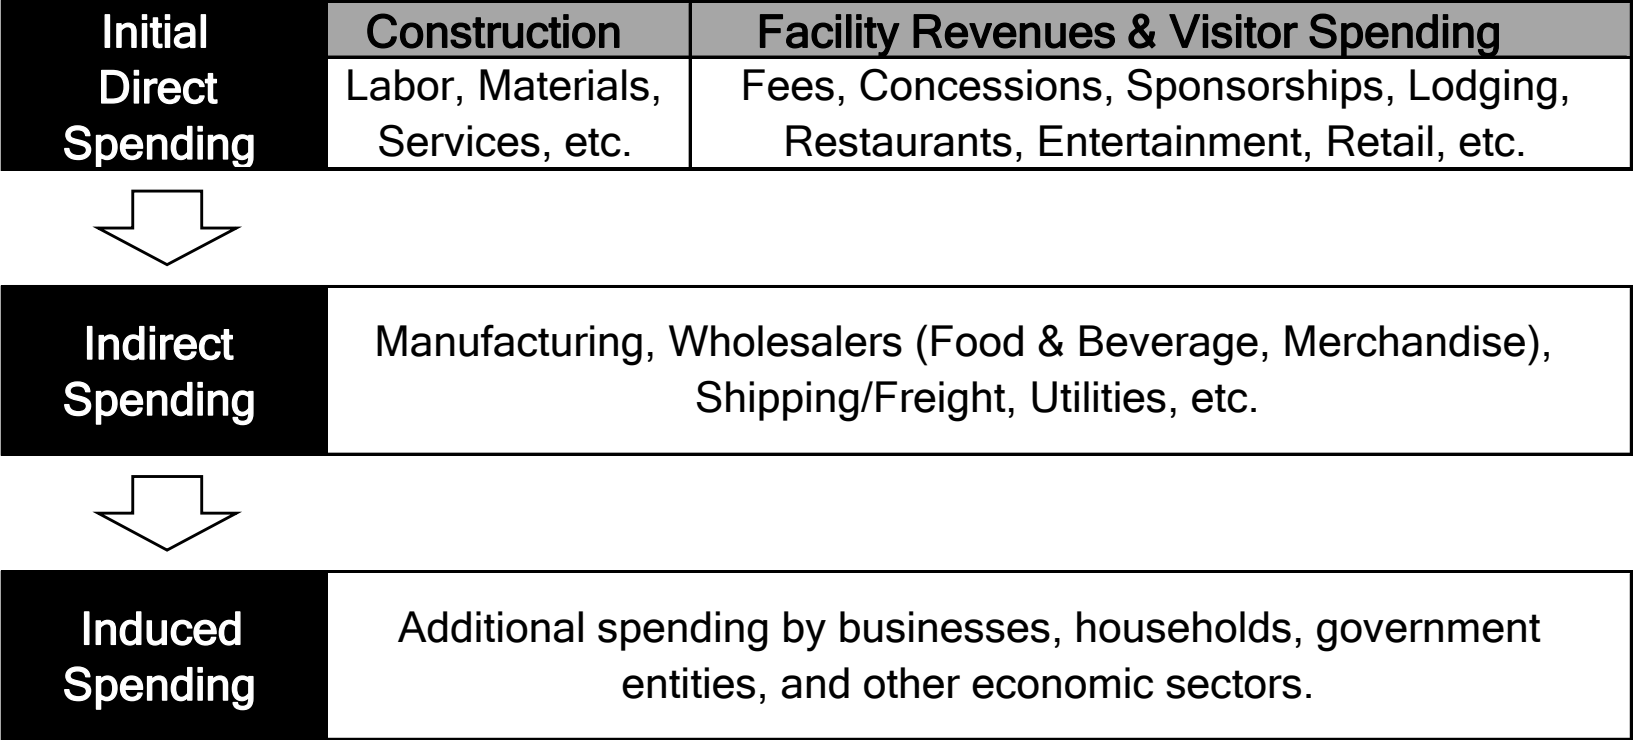 Initial
Direct
Spending
Construction
Facility Revenues & Visitor Spending
Labor, Materials,
Services, etc.
Fees, Concessions, Sponsorships, Lodging,
Restaurants, Entertainment, Retail, etc.
Indirect
Spending
Manufacturing, Wholesalers (Food & Beverage, Merchandise),
Shipping/Freight, Utilities, etc.
Induced
Spending
Additional spending by businesses, households, government
entities, and other economic sectors.